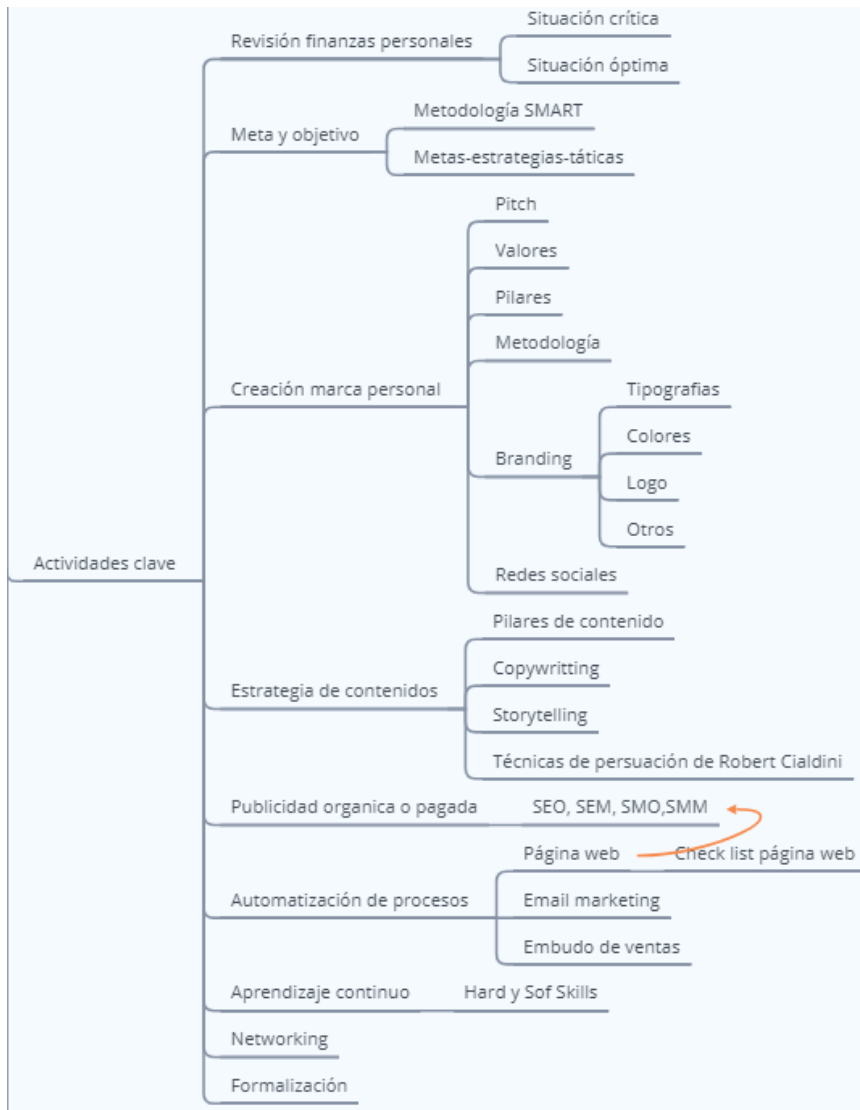 Situación crítica
Revisión finanzas personales
Situación óptima
Metodología SMART
Meta y objetivo
Metas-estrategias-táticas
Pitch
Valores
Pilares
Metodología
Creación marca personal
Tipografias
Colores
Branding
Logo
Otros
Actividades clave
Redes sociales
Pilares de contenido
Copywritting
Estrategia de contenidos
Storytelling
Técnicas de persuación de Robert Cialdini
Publicidad organica o pagada
SEO, SEM, SMO,SMM
Página web
Check list página web
Automatización de procesos
Email marketing
Embudo de ventas
Aprendizaje continuo
Hard y Sof Skills
Networking
Formalización